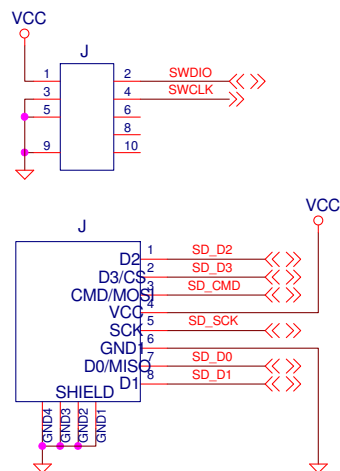 VCC
J
1 2 SWDIO
3 4 SWCLK
5 6
8
9 10
VCC
J
D2 1 SD_D2
D3/CS 2 SD_D3
CMD/MOSI 3 SD_CMD
VCC 4
SCK 5 SD_SCK
GND1 6
D0/MISO 7 SD_D0
D1 8 SD_D1
SHIELD
GND4
GND3
GND2
GND1